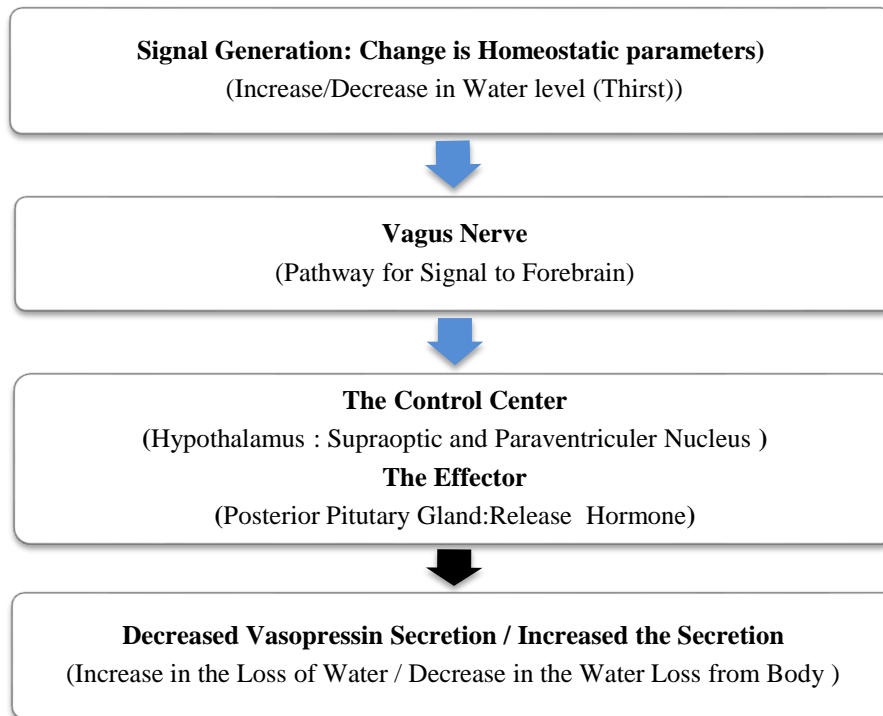 Signal Generation: Change is Homeostatic parameters)
(Increase/Decrease in Water level (Thirst))
Vagus Nerve
(Pathway for Signal to Forebrain)
The Control Center
(Hypothalamus : Supraoptic and Paraventriculer Nucleus )
The Effector
(Posterior Pitutary Gland:Release Hormone)
Decreased Vasopressin Secretion / Increased the Secretion
(Increase in the Loss of Water / Decrease in the Water Loss from Body )